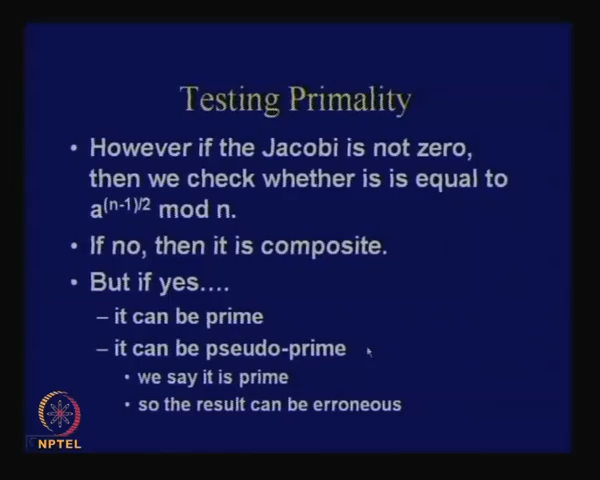 Testing Primality
• However if the Jacobi is not zero,
then we check whether is is equal to
a(n-1)/2 mod n.
• If no, then it is composite.
• But if yes....
– it can be prime
– it can be pseudo-prime
• we say it is prime
• so the result can be erroneous
NPTEL